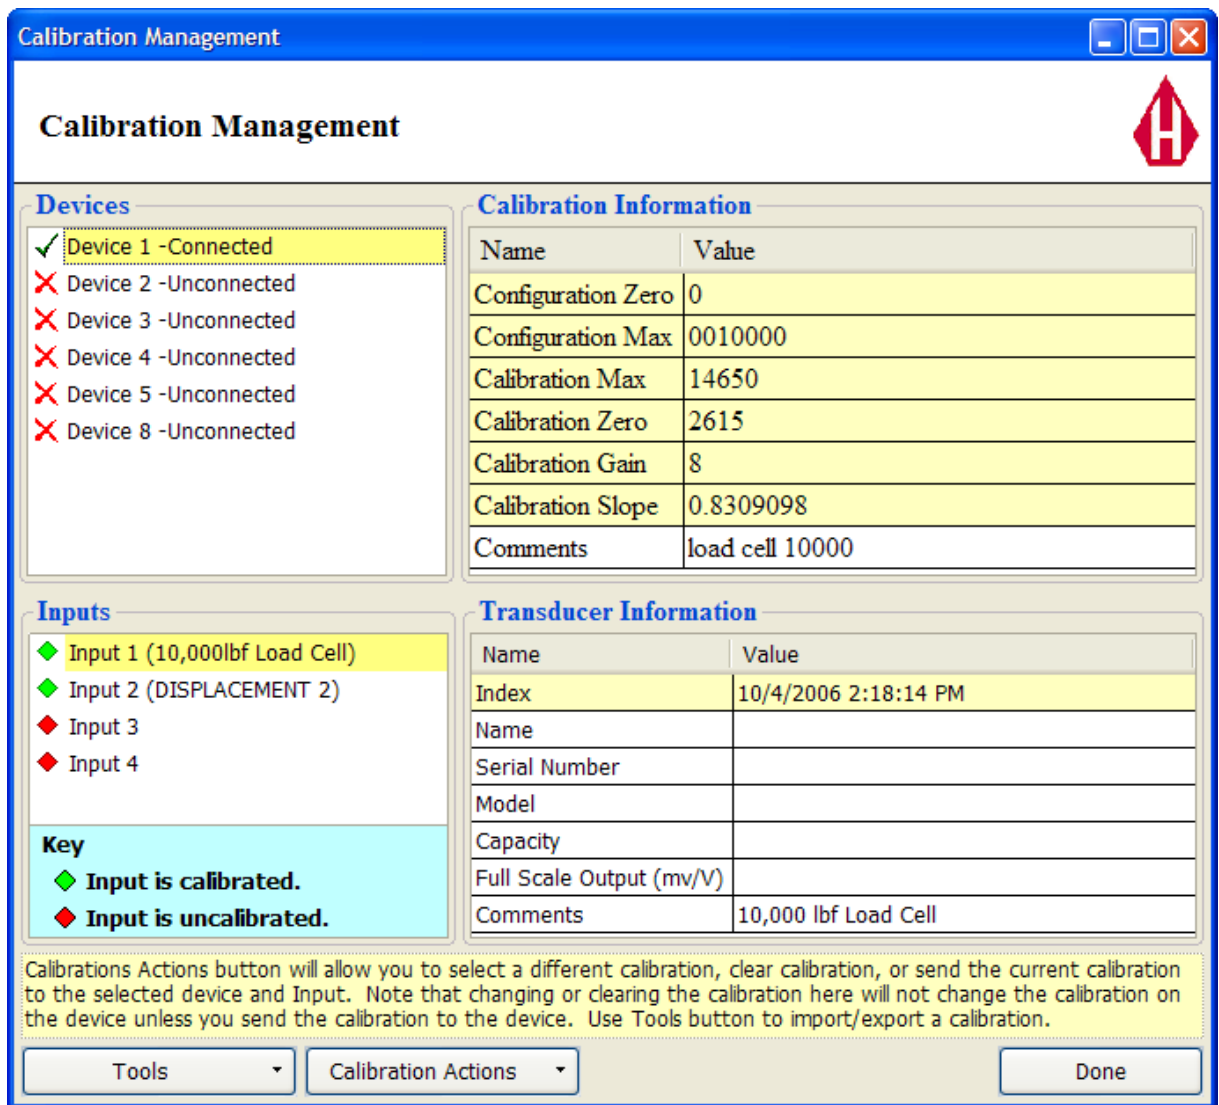 Calibration Management
Calibration Management
H
Devices
Device 1 -Connected
Device 2 -Unconnected
Device 3 -Unconnected
Device 4 -Unconnected
Device 5 -Unconnected
Device 8 -Unconnected
Calibration Information
Name Value
Configuration Zero 0
Configuration Max 0010000
Calibration Max 14650
Calibration Zero 2615
Calibration Gain 8
Calibration Slope 0.8309098
Comments load cell 10000
Inputs
Input 1 (10,000lbf Load Cell)
Input 2 (DISPLACEMENT 2)
Input 3
Input 4
Key
Input is calibrated.
Input is uncalibrated.
Transducer Information
Name Value
Index 10/4/2006 2:18:14 PM
Name
Serial Number
Model
Capacity
Full Scale Output (mv/V)
Comments 10,000 lbf Load Cell
Calibrations Actions button will allow you to select a different calibration, clear calibration, or send the current calibration
to the selected device and Input.  Note that changing or clearing the calibration here will not change the calibration on
the device unless you send the calibration to the device.  Use Tools button to import/export a calibration.
Tools
Calibration Actions
Done